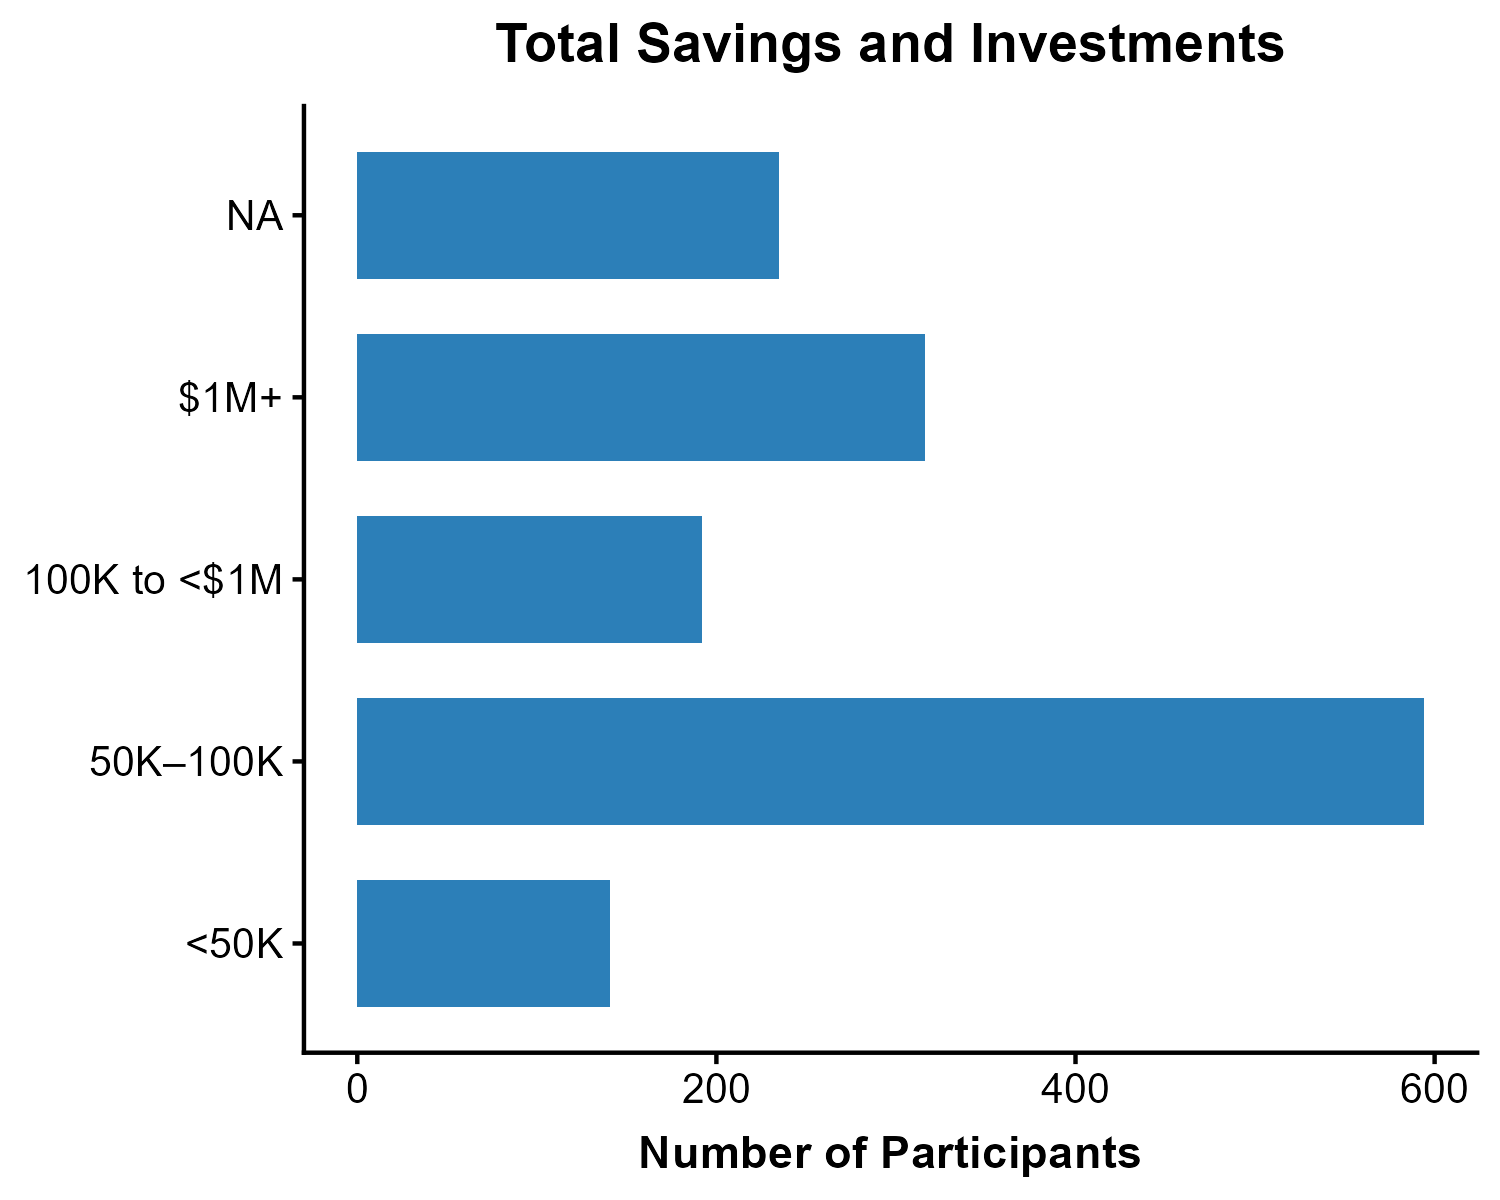 Total Savings and Investments
NA
$1M+
100K to <$1M
50K–100K
<50K
0 200 400 600
Number of Participants